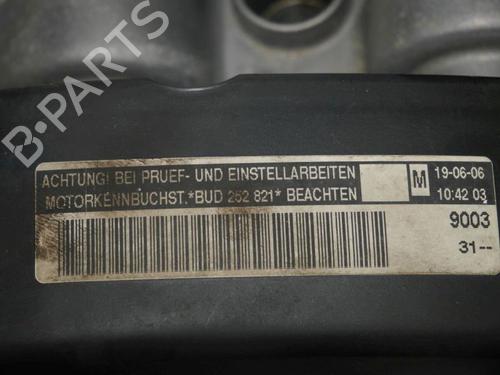 B-PARTS
ACHTUNG! BEI PRUEF- UND EINSTELLARBEITEN
MOTORKENNBUCHST.*BUD 252 821* BEACHTEN
M
19-06-06
10:42 03
9003
31--